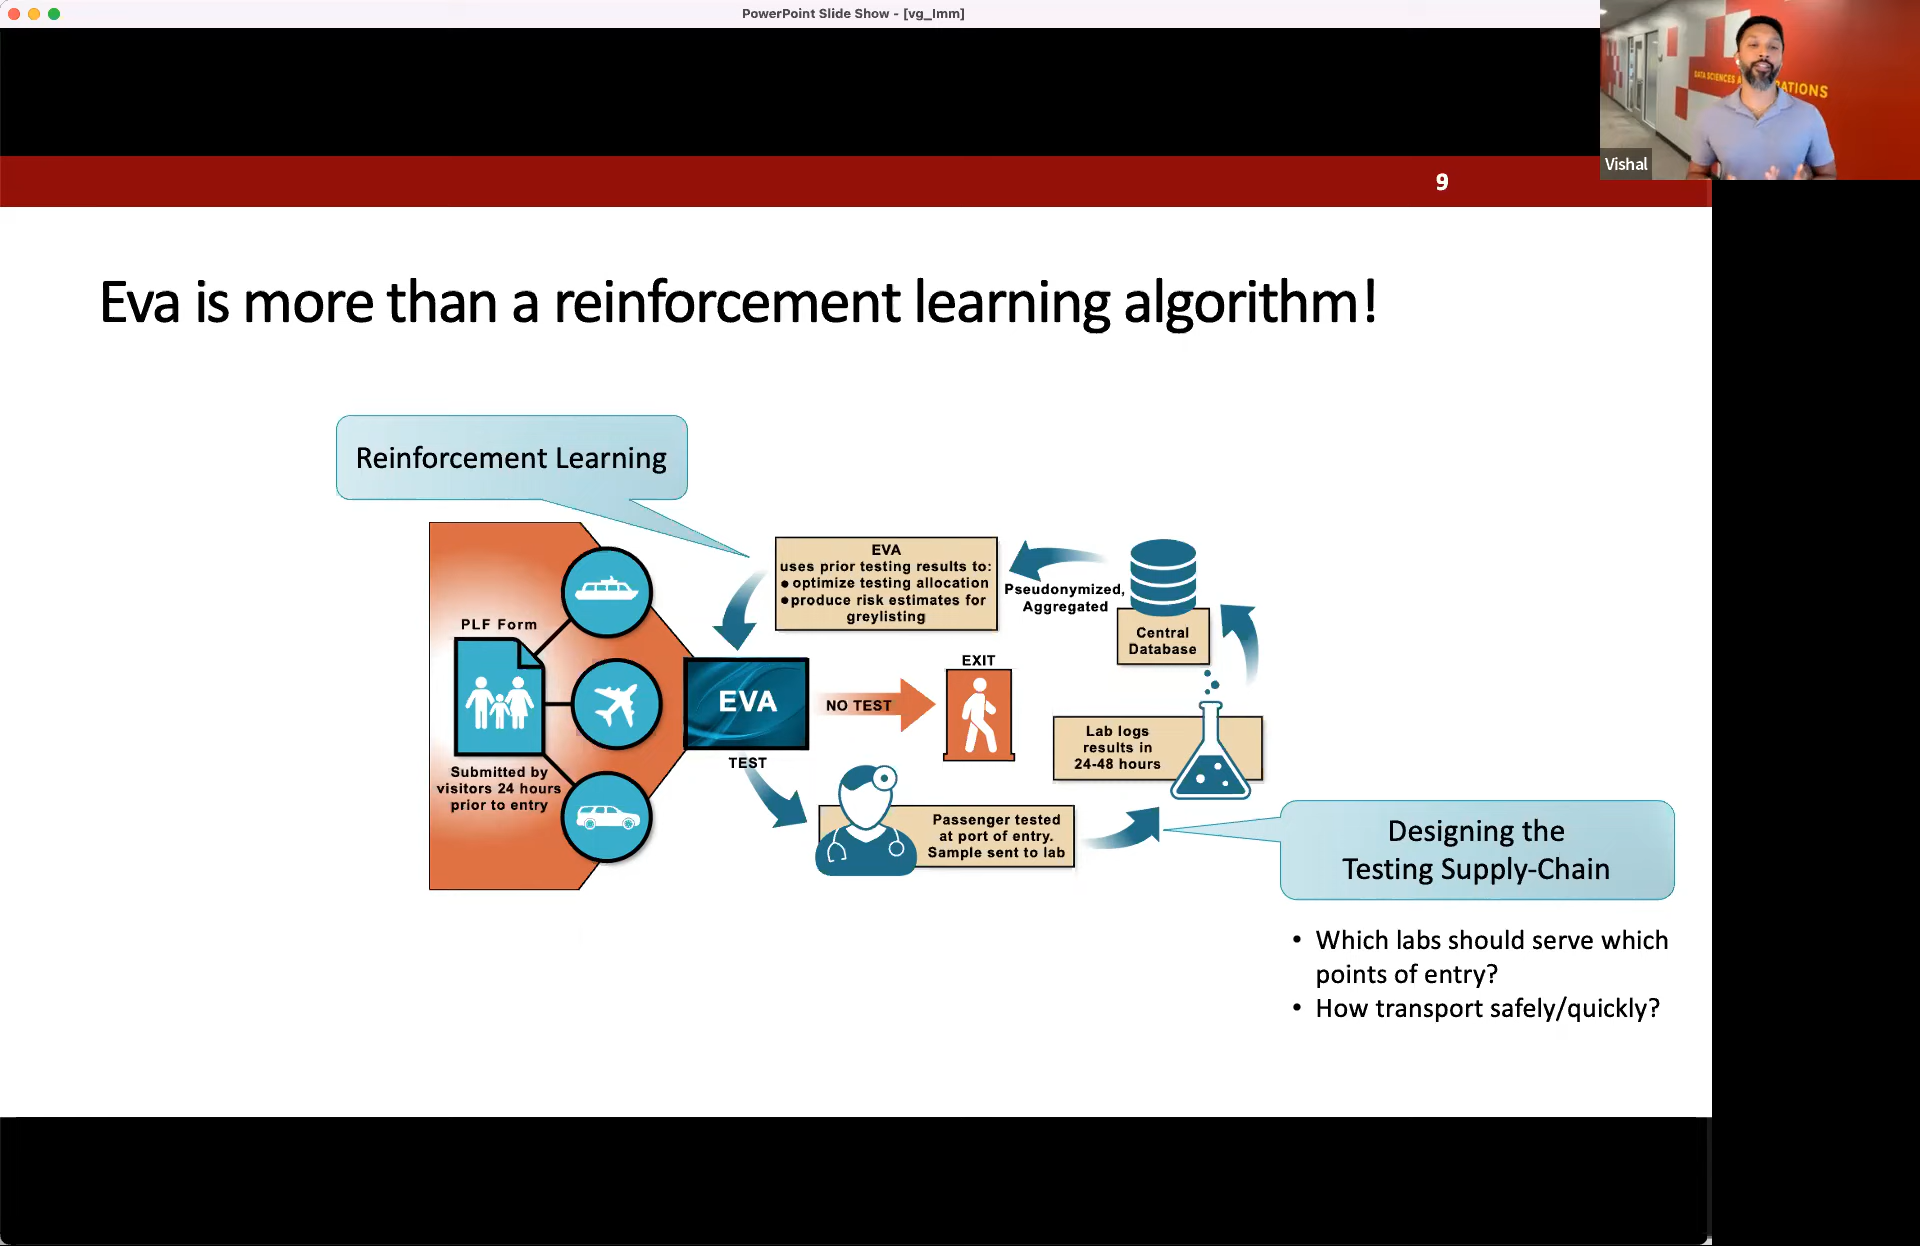 PowerPoint Slide Show - [vg_Imm]
DATA SCIENCES A
ATIONS
Vishal
9
Eva is more than a reinforcement learning algorithm!
Reinforcement Learning
EVA
uses prior testing results to:
• optimize testing allocation
•produce risk estimates for
greylisting
Pseudonymized,
Aggregated
Central
Database
PLF Form
Submitted by
visitors 24 hours
prior to entry
EVA
NO TEST
EXIT
TEST
Lab logs
results in
24-48 hours
Passenger tested
at port of entry.
Sample sent to lab
Designing the
Testing Supply-Chain
• Which labs should serve which
points of entry?
• How transport safely/quickly?